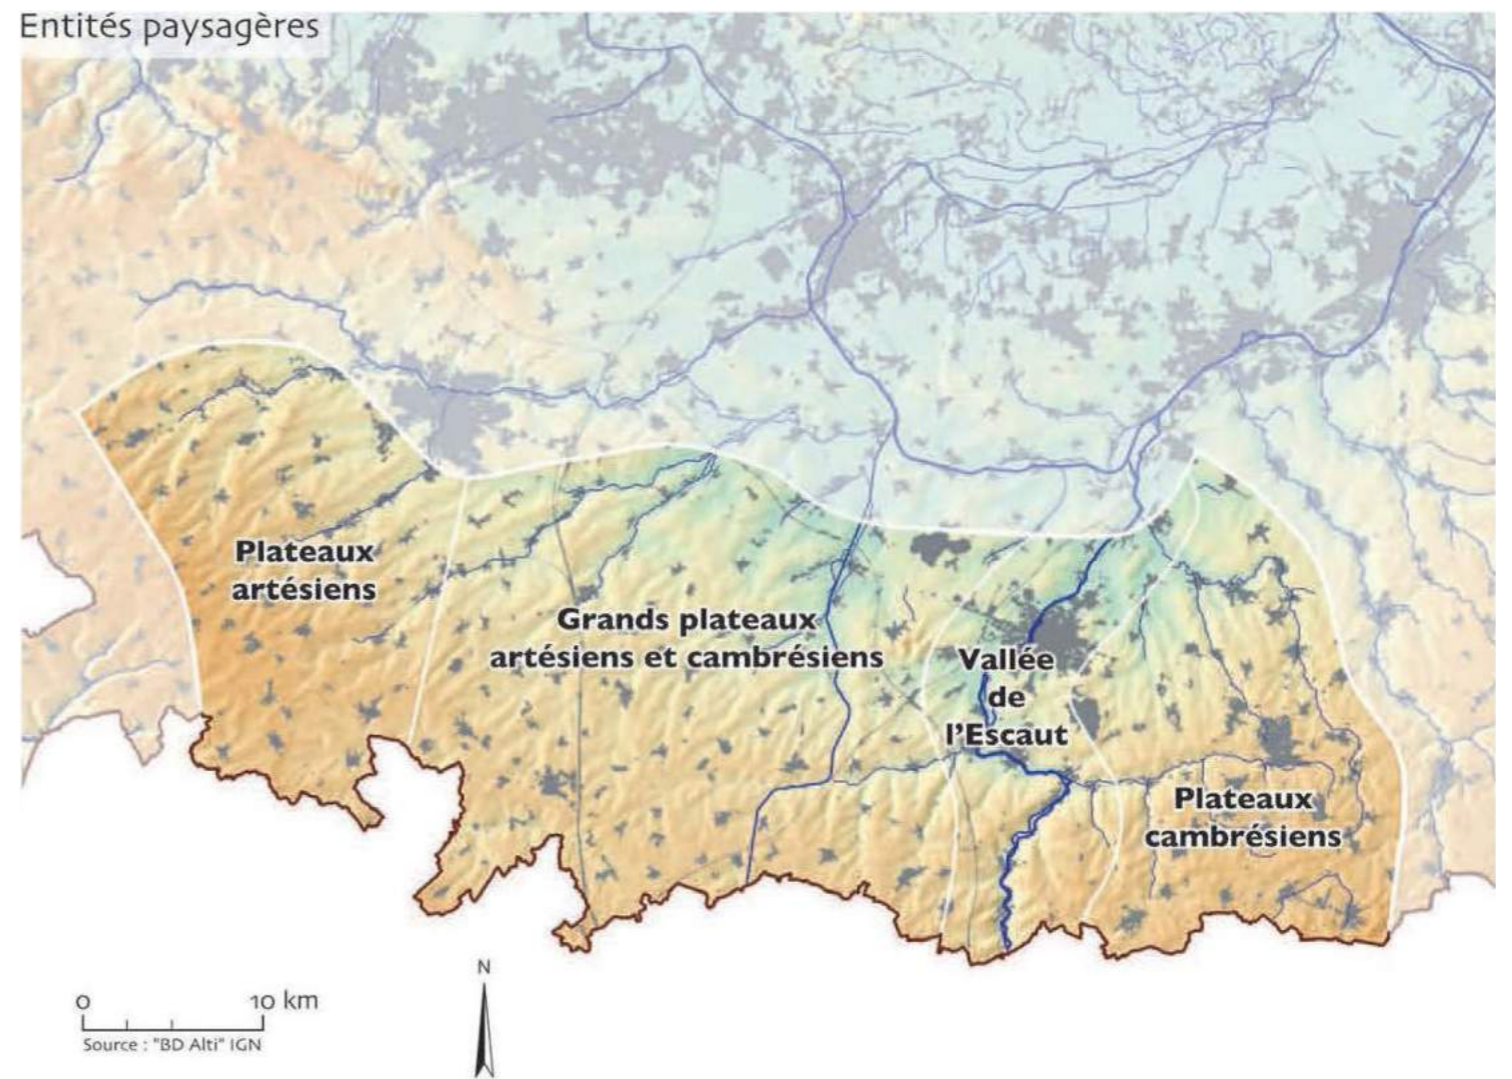 Entités paysagères
Plateaux
artésiens
Grands plateaux
artésiens et cambrésiens
Vallée
de
l'Escaut
Plateaux
cambrésiens
N
0 10 km
Source : "BD Alti" IGN